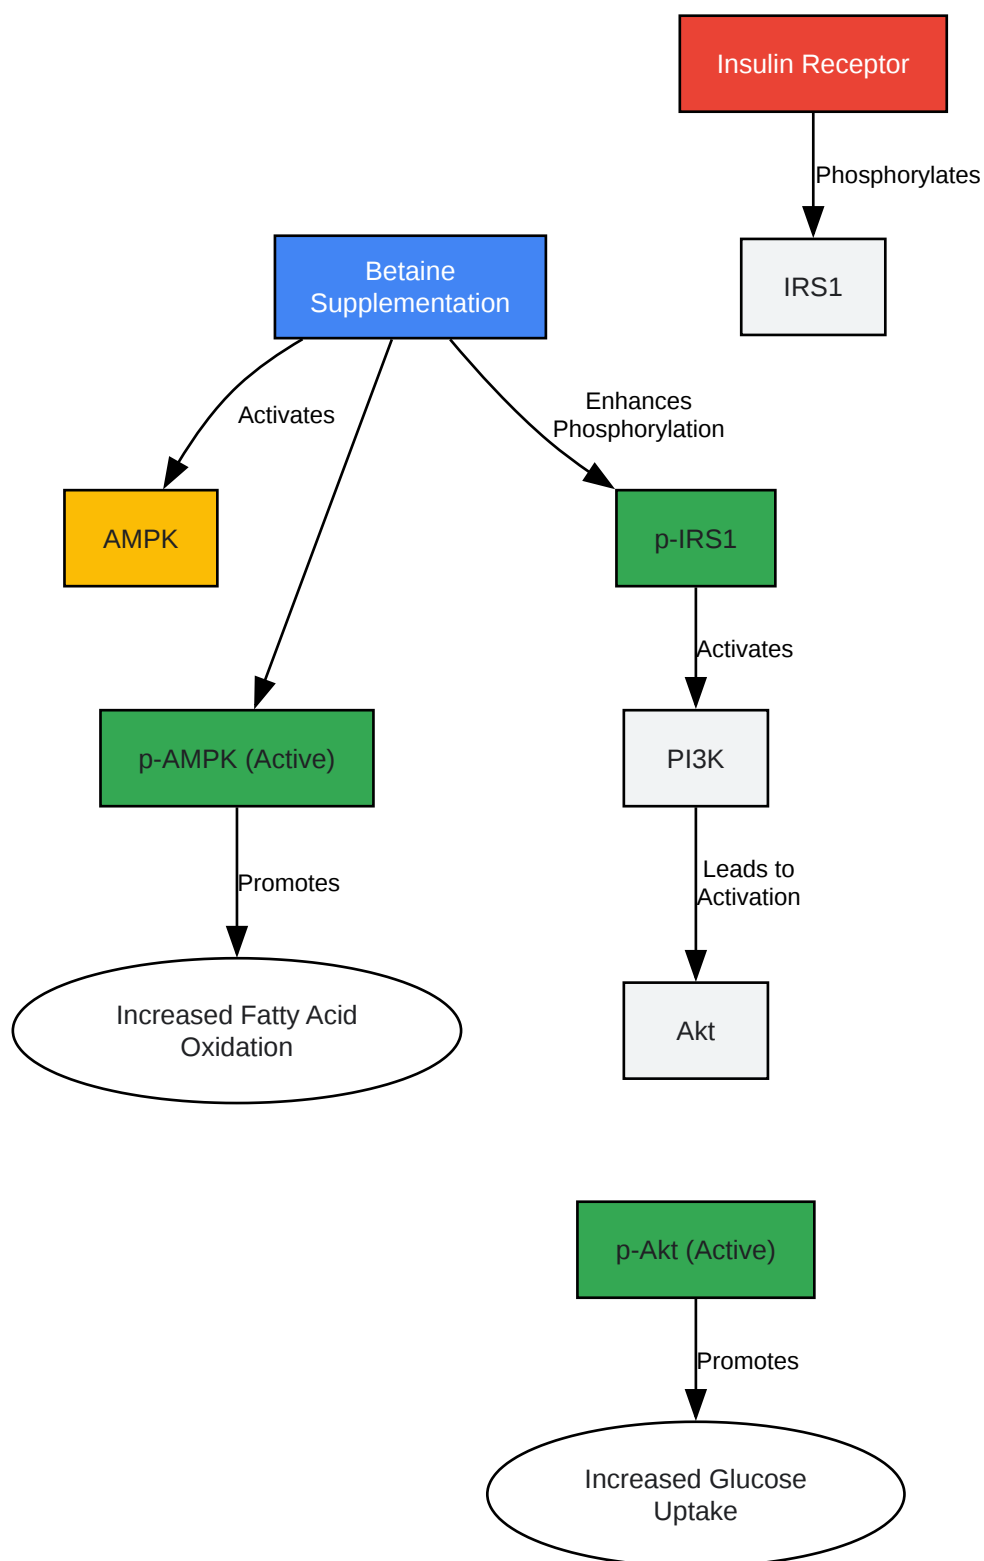 Insulin Receptor
Phosphorylates
IRS1
Betaine
Supplementation
Activates
Enhances
Phosphorylation
AMPK
p-IRS1
Activates
p-AMPK (Active)
PI3K
Promotes
Leads to
Activation
Increased Fatty Acid
Oxidation
Akt
p-Akt (Active)
Promotes
Increased Glucose
Uptake